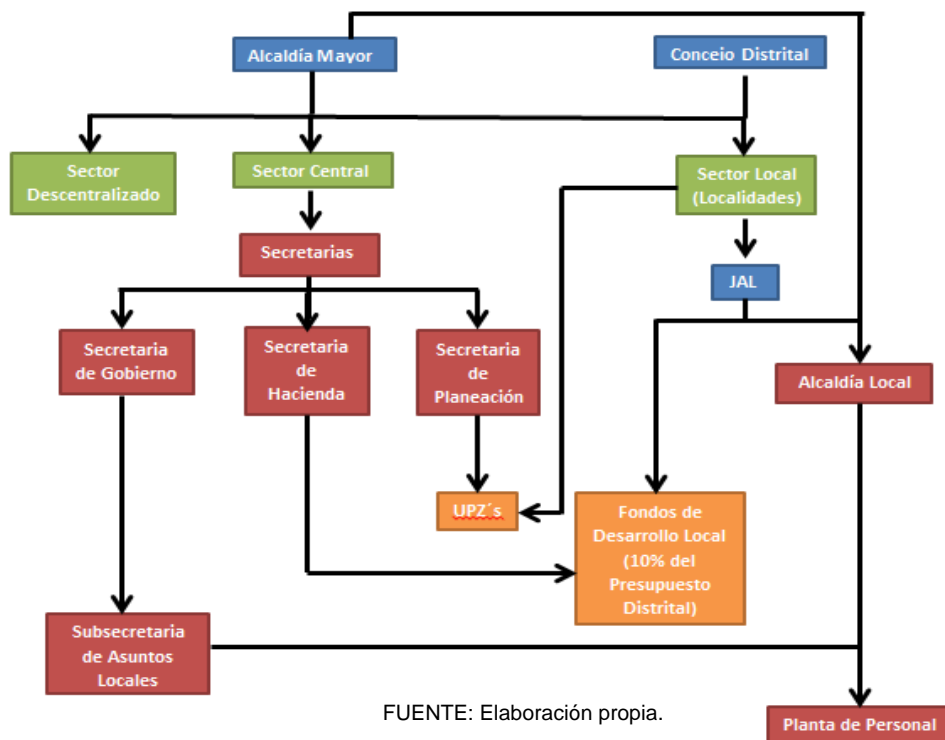 Alcaldía Mayor
Conceio Distrital
Sector
Descentralizado
Sector Central
Sector Local
(Localidades)
Secretarias
JAL
Secretaria
de Gobierno
Secretaria
de
Hacienda
Secretaria
de
Planeación
Alcaldía Local
UPZ´s
Fondos de
Desarrollo Local
(10% del
Presupuesto
Distrital)
Subsecretaria
de Asuntos
Locales
FUENTE: Elaboración propia.
Planta de Personal